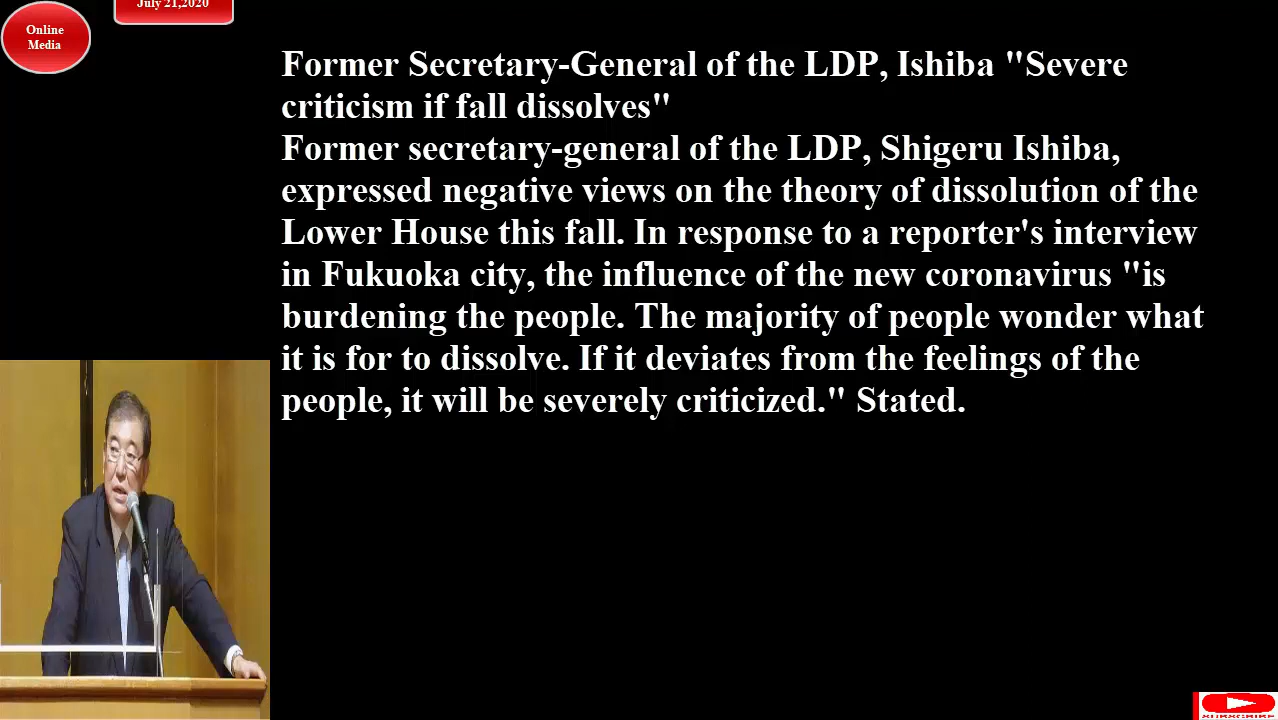 July 21,2020
Online
Media
Former Secretary-General of the LDP, Ishiba "Severe
criticism if fall dissolves"
Former secretary-general of the LDP, Shigeru Ishiba,
expressed negative views on the theory of dissolution of the
Lower House this fall. In response to a reporter's interview
in Fukuoka city, the influence of the new coronavirus "is
burdening the people. The majority of people wonder what
it is for to dissolve. If it deviates from the feelings of the
people, it will be severely criticized." Stated.
SUBSCRIBE